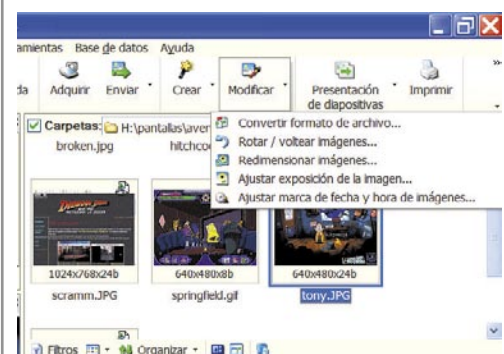 amientas Base de datos Ayuda
da Adquirir Enviar Crear Modificar Presentación de diapositivas Imprimir
Carpetas: H:\pantallas\aven
Convertir formato de archivo...
Rotar / voltear imágenes...
Redimensionar imágenes...
Ajustar exposición de la imagen...
Ajustar marca de fecha y hora de imágenes...
broken.jpg hitchco
1024x768x24b 640x480x8b 640x480x24b
scramm.JPG springfield.gif tony.JPG
Filtros Organizar